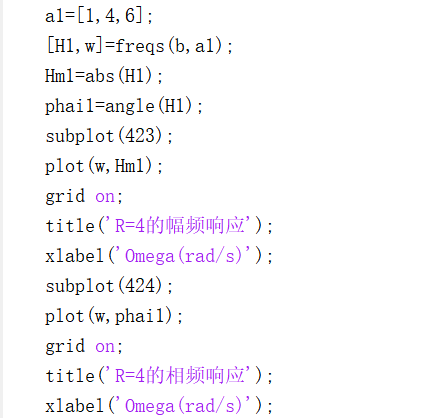 a1=[1,4,6];
[H1,w]=freqs(b,a1);
Hm1=abs(H1);
phai1=angle(H1);
subplot(423);
plot(w,Hm1);
grid on;
title('R=4的幅频响应');
xlabel('Omega(rad/s)');
subplot(424);
plot(w,phai1);
grid on;
title('R=4的相频响应');
xlabel('Omega(rad/s)');